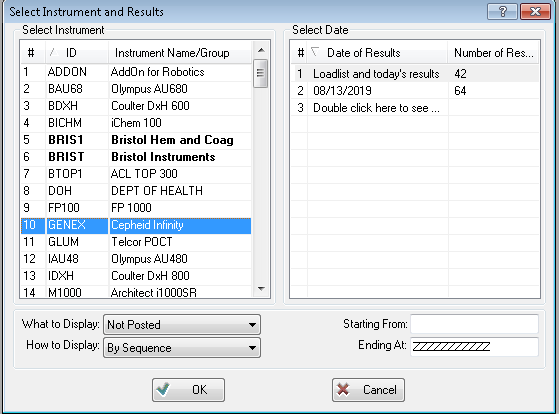 Select Instrument and Results
Select Instrument
# / ID Instrument Name/Group
1 ADDON AddOn for Robotics
2 BAU68 Olympus AU680
3 BDXH Coulter DxH 600
4 BICHM iChem 100
5 BRIS1 Bristol Hem and Coag
6 BRIST Bristol Instruments
7 BTOP1 ACL TOP 300
8 DOH DEPT OF HEALTH
9 FP100 FP 1000
10 GENEX Cepheid Infinity
11 GLUM Telcor POCT
12 IAU48 Olympus AU480
13 IDXH Coulter DxH 800
14 M1000 Architect i1000SR
Select Date
# Date of Results Number of Res...
1 Loadlist and today's results 42
2 08/13/2019 64
3 Double click here to see ...
What to Display: Not Posted
How to Display: By Sequence
Starting From:
Ending At:
OK
Cancel